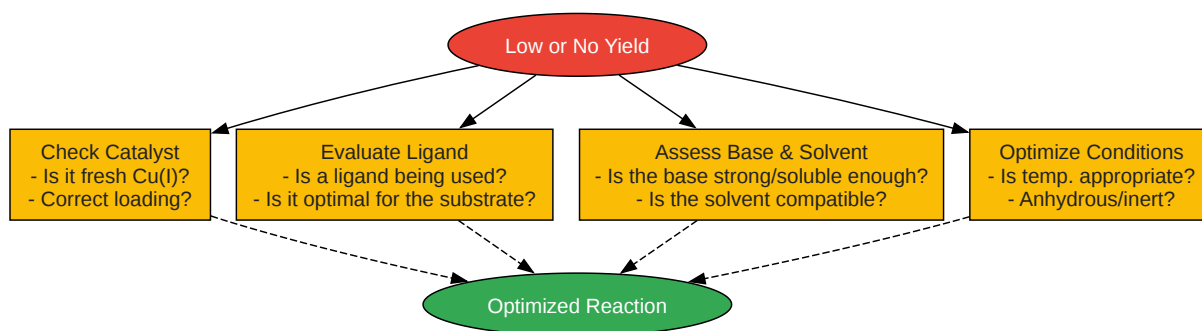 Low or No Yield
Check Catalyst
- Is it fresh Cu(I)?
- Correct loading?
Evaluate Ligand
- Is a ligand being used?
- Is it optimal for the substrate?
Assess Base & Solvent
- Is the base strong/soluble enough?
- Is the solvent compatible?
Optimize Conditions
- Is temp. appropriate?
- Anhydrous/inert?
Optimized Reaction